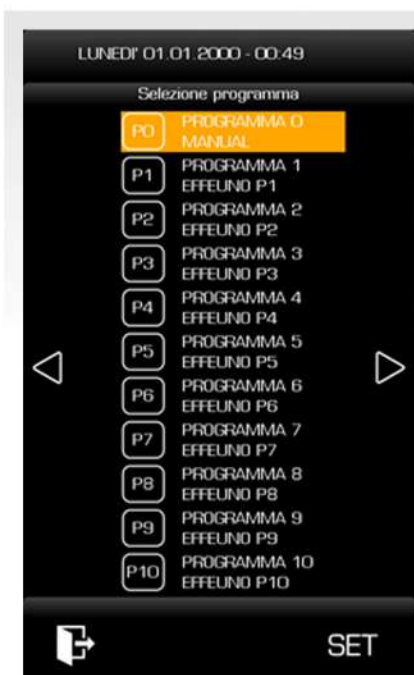 LUNEDI' 01.01.2000 - 00:49
Selezione programma
P0
PROGRAMMA 0
MANUAL
P1
PROGRAMMA 1
EFFEUNO P1
P2
PROGRAMMA 2
EFFEUNO P2
P3
PROGRAMMA 3
EFFEUNO P3
P4
PROGRAMMA 4
EFFEUNO P4
P5
PROGRAMMA 5
EFFEUNO P5
P6
PROGRAMMA 6
EFFEUNO P6
P7
PROGRAMMA 7
EFFEUNO P7
P8
PROGRAMMA 8
EFFEUNO P8
P9
PROGRAMMA 9
EFFEUNO P9
P10
PROGRAMMA 10
EFFEUNO P10
SET